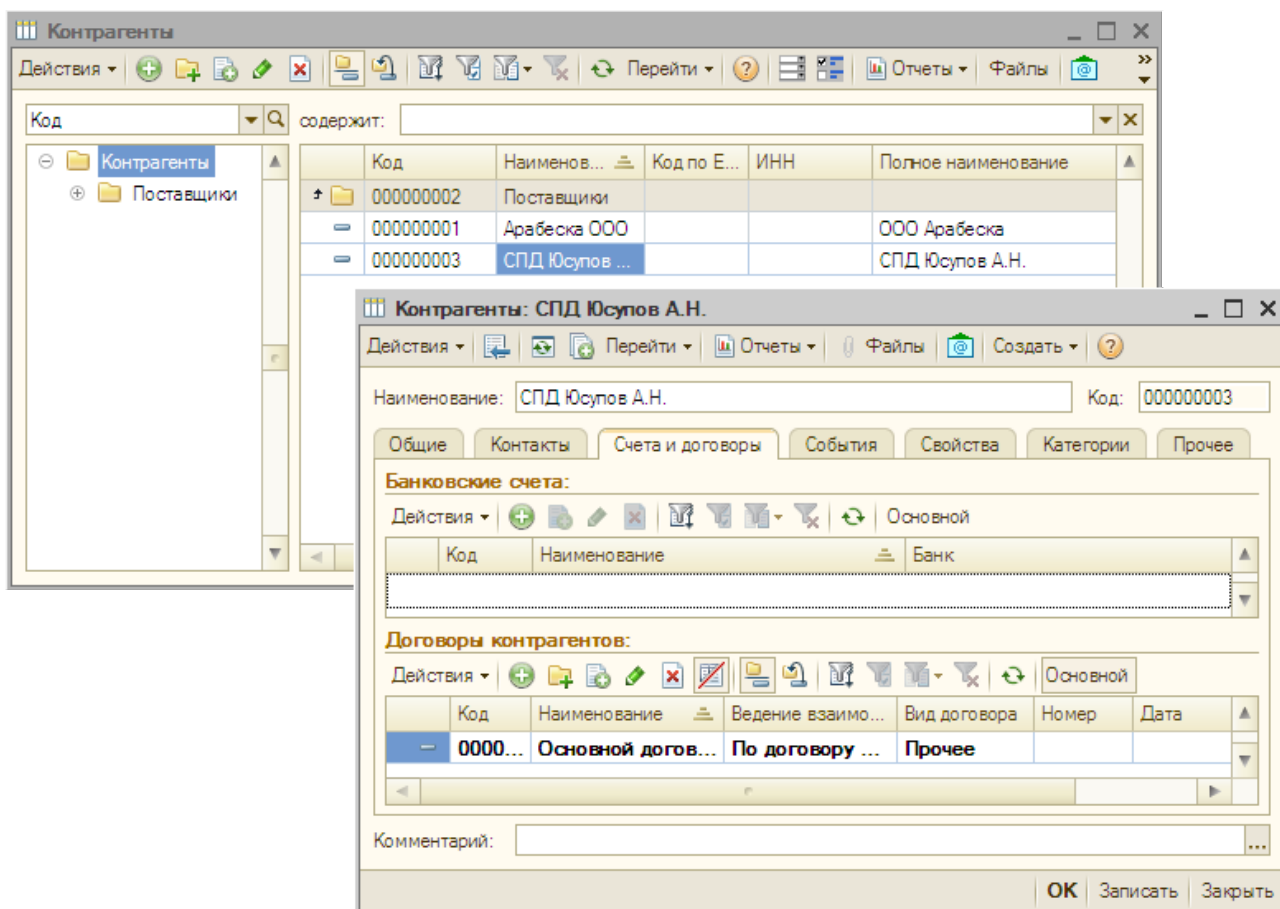 Контрагенты
Действия Перейти Отчеты Файлы
Код содержит:
Контрагенты
Поставщики
Код Наименов... Код по Е... ИНН Полное наименование
000000002 Поставщики
000000001 Арабеска ООО ООО Арабеска
000000003 СПД Юсупов ... СПД Юсупов А.Н.
Контрагенты: СПД Юсупов А.Н.
Действия Перейти Отчеты Файлы Создать
Наименование: СПД Юсупов А.Н. Код: 000000003
Общие Контакты Счета и договоры События Свойства Категории Прочее
Банковские счета:
Действия Основной
Код Наименование Банк
Договоры контрагентов:
Действия Основной
Код Наименование Ведение взаимо... Вид договора Номер Дата
0000... Основной догов... По договору ... Прочее
Комментарий: ...
ОК Записать Закрыть